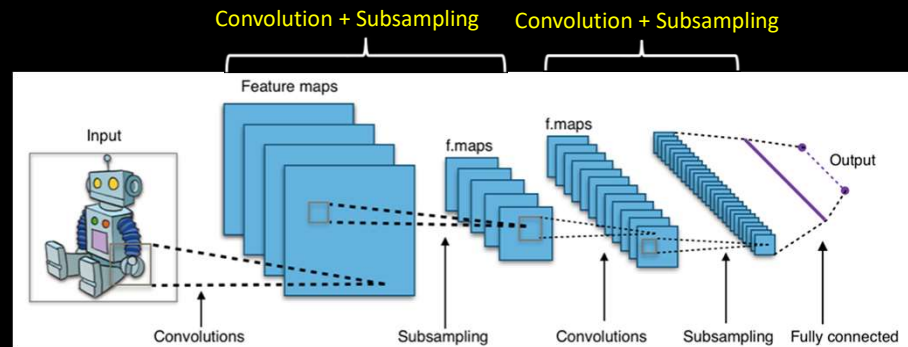 Convolution + Subsampling
Convolution + Subsampling
Feature maps
Input
f.maps
f.maps
Output
Convolutions
Subsampling
Convolutions
Subsampling
Fully connected